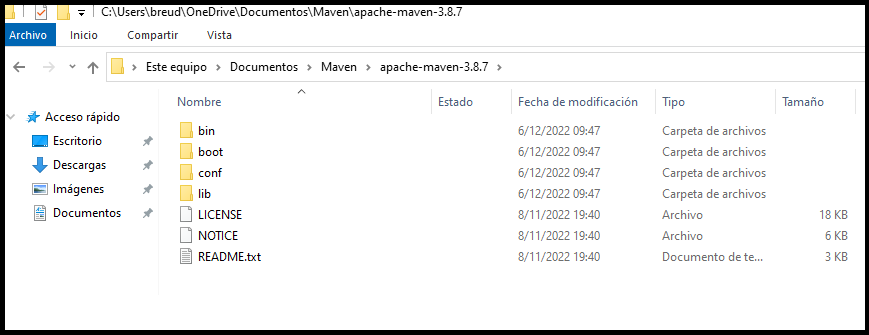 C:\Users\breud\OneDrive\Documentos\Maven\apache-maven-3.8.7
Archivo Inicio Compartir Vista
Este equipo > Documentos > Maven > apache-maven-3.8.7 >
Nombre Estado Fecha de modificación Tipo Tamaño
Acceso rápido
Escritorio
Descargas
Imágenes
Documentos
bin 6/12/2022 09:47 Carpeta de archivos
boot 6/12/2022 09:47 Carpeta de archivos
conf 6/12/2022 09:47 Carpeta de archivos
lib 6/12/2022 09:47 Carpeta de archivos
LICENSE 8/11/2022 19:40 Archivo 18 KB
NOTICE 8/11/2022 19:40 Archivo 6 KB
README.txt 8/11/2022 19:40 Documento de te... 3 KB